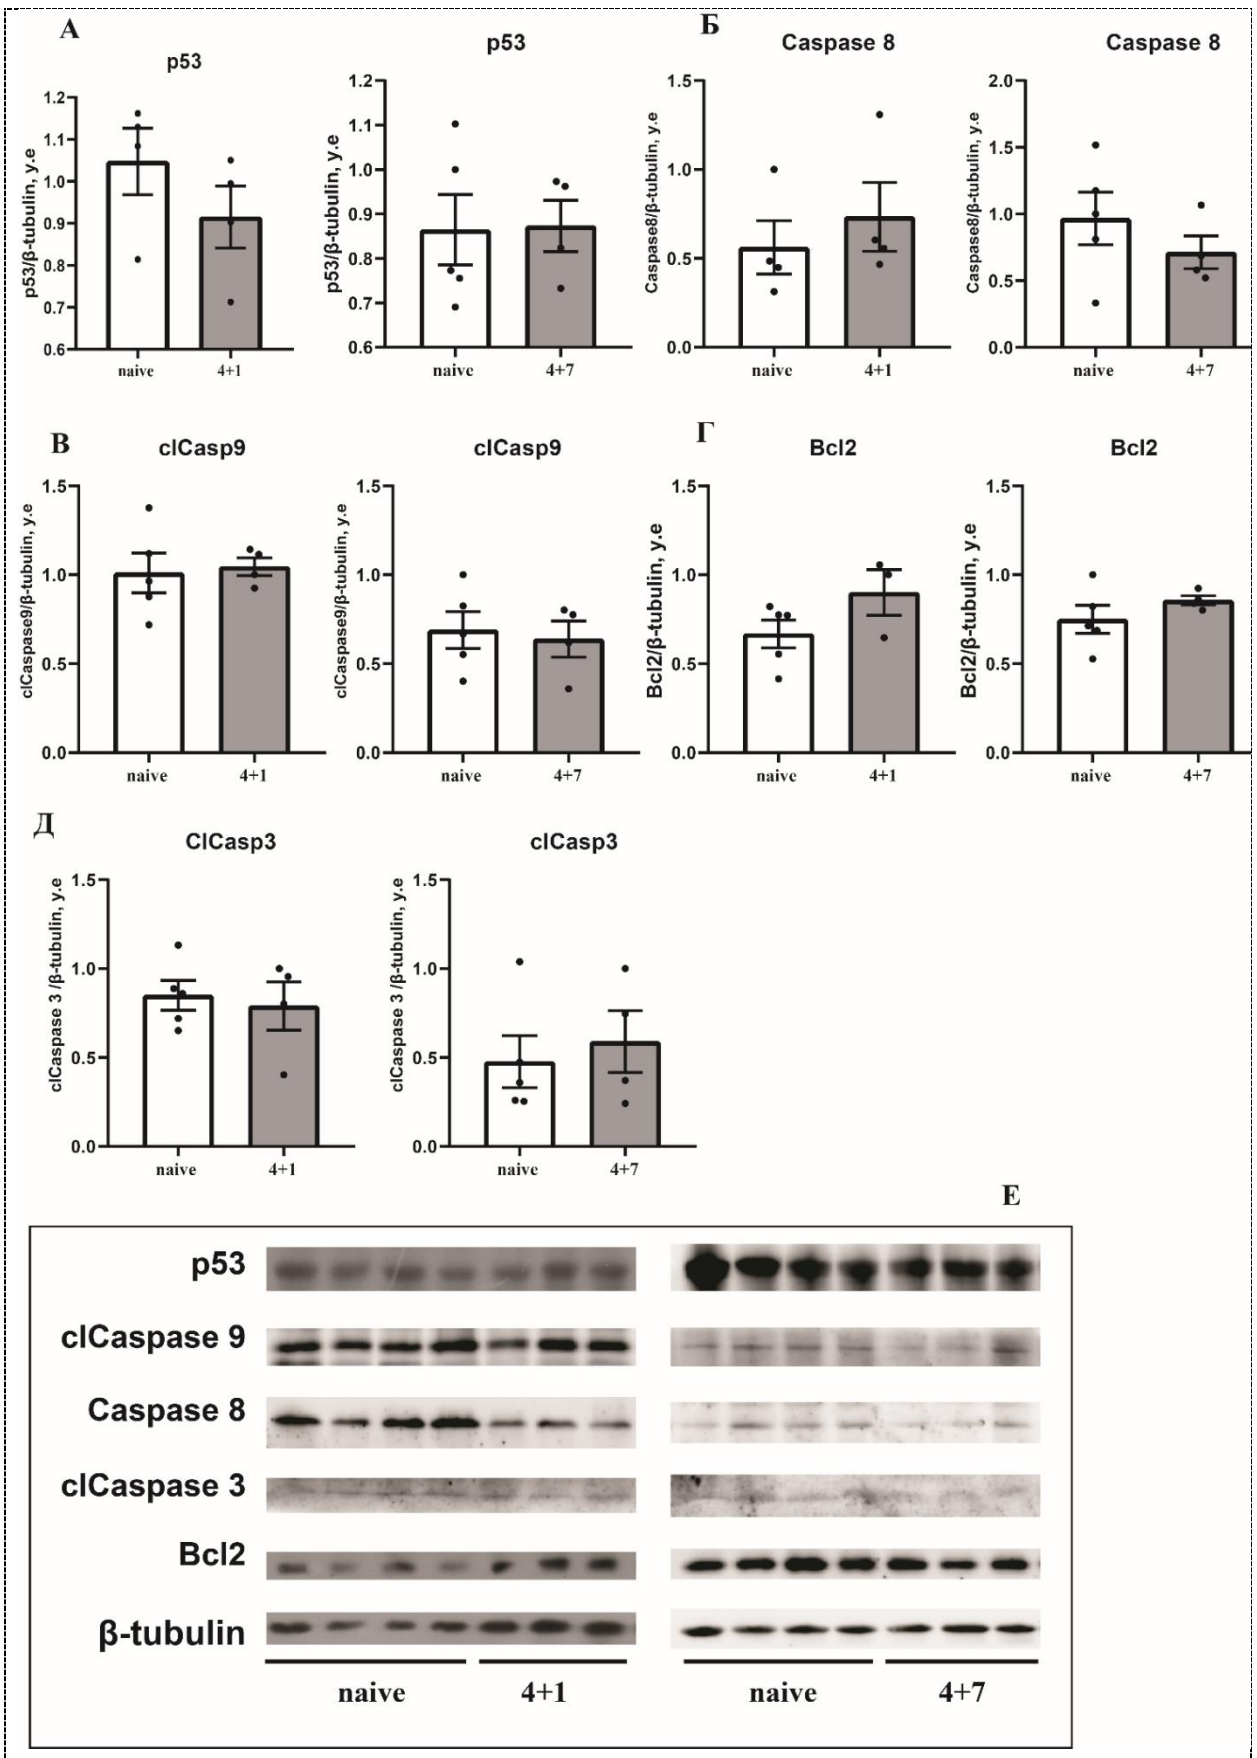 А
p53
p53/β-tubulin, y.e
1.2
1.1
1.0
0.9
0.8
0.7
0.6
naive
4+1
p53
p53/β-tubulin, y.e
1.2
1.1
1.0
0.9
0.8
0.7
0.6
naive
4+7
Б
Caspase 8
Caspase8/β-tubulin, y.e
1.5
1.0
0.5
0.0
naive
4+1
Caspase 8
Caspase8/β-tubulin, y.e
2.0
1.5
1.0
0.5
0.0
naive
4+7
В
clCasp9
clCaspase9/β-tubulin, y.e
1.5
1.0
0.5
0.0
naive
4+1
clCasp9
clCaspase9/β-tubulin, y.e
1.5
1.0
0.5
0.0
naive
4+7
Г
Bcl2
Bcl2/β-tubulin, y.e
1.5
1.0
0.5
0.0
naive
4+1
Bcl2
Bcl2/β-tubulin, y.e
1.5
1.0
0.5
0.0
naive
4+7
Д
ClCasp3
clCaspase 3 /β-tubulin, y.e
1.5
1.0
0.5
0.0
naive
4+1
clCasp3
clCaspase 3 /β-tubulin, y.e
1.5
1.0
0.5
0.0
naive
4+7
Е
p53
clCaspase 9
Caspase 8
clCaspase 3
Bcl2
β-tubulin
naive
4+1
naive
4+7